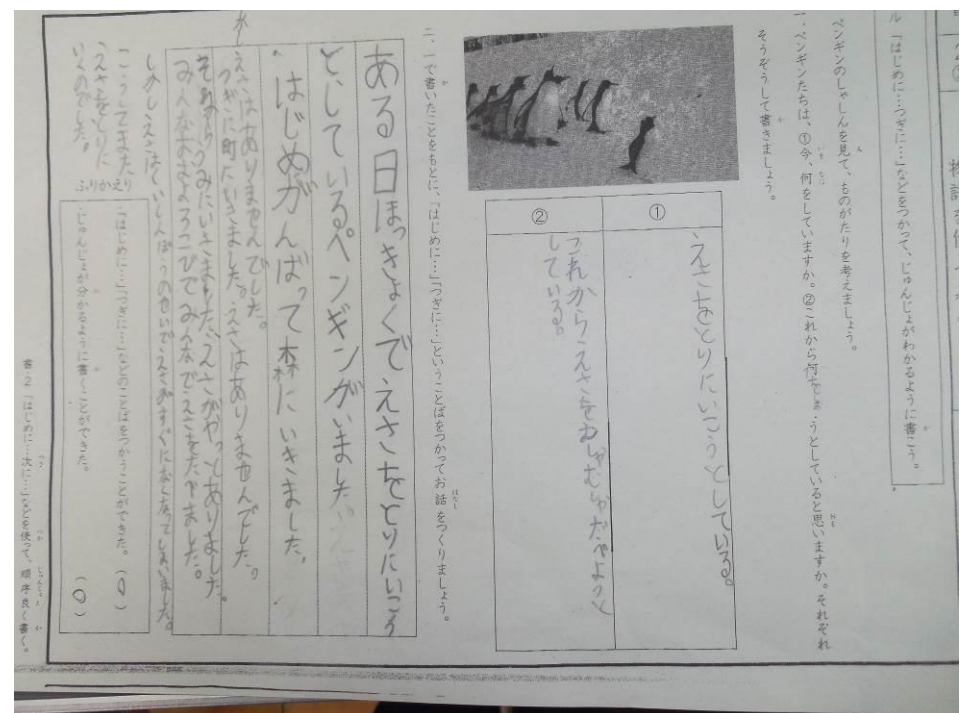 「はじめに…つぎに…」などをつかって、じゅんじょがわかるように書こう。
ペンギンのしゃしんを見て、ものがたりを考えましょう。
一、ペンギンたちは、①今、何をしていますか。②これから何をしようとしていると思いますか。それぞれ
そうぞうして書きましょう。
①
えさをとりにいこうとしている。
②
これからえさをむしゃむしゃたべようと
している。
二、一で書いたことをもとに、「はじめに…」「つぎに…」ということばをつかってお話をつくりましょう。
ある日ほっきょくでえさをとりにいこう
としているペンギンがいました。
はじめがんばって森にいきました。
えさはありませんでした。
つぎに町にいきました。えさはありませんでした。
それからうみにいきました。えさがやっとありました。
みんなおおよろこびでみんなでえさをたべました。
しかしえさはくいしんぼうのせいでえさがすぐになくなってしまいました。
こうしてまた
えさをとりに
いくのでした。
ふりかえり
・「はじめに…」「つぎに…」などのことばをつかうことができた。（○）
・じゅんじょが分かるように書くことができた。（○）
書-2「はじめに…次に…」などを使って、順序良く書く。